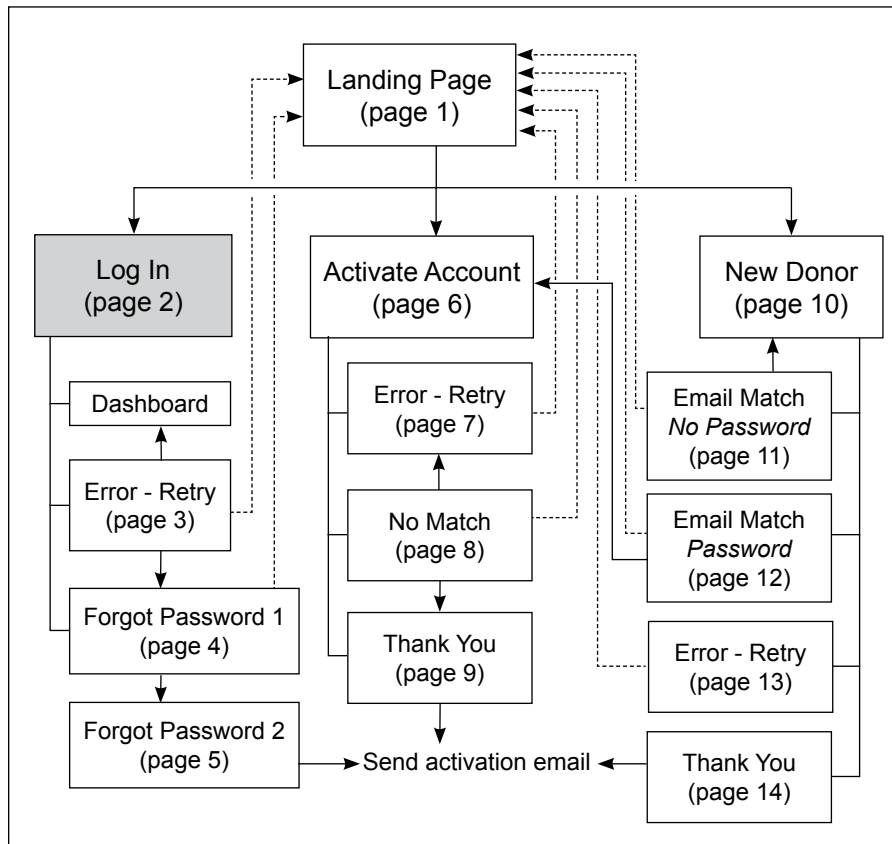 Landing Page
(page 1)
Log In
(page 2)
Activate Account
(page 6)
New Donor
(page 10)
Dashboard
Error - Retry
(page 3)
Forgot Password 1
(page 4)
Forgot Password 2
(page 5)
Error - Retry
(page 7)
No Match
(page 8)
Thank You
(page 9)
Send activation email
Email Match
No Password
(page 11)
Email Match
Password
(page 12)
Error - Retry
(page 13)
Thank You
(page 14)